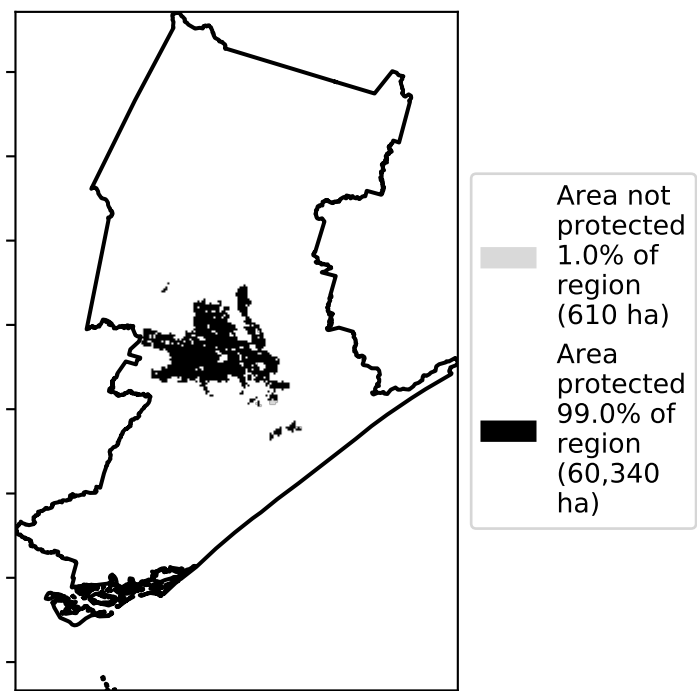 Area not
protected
1.0% of
region
(610 ha)
Area
protected
99.0% of
region
(60,340
ha)